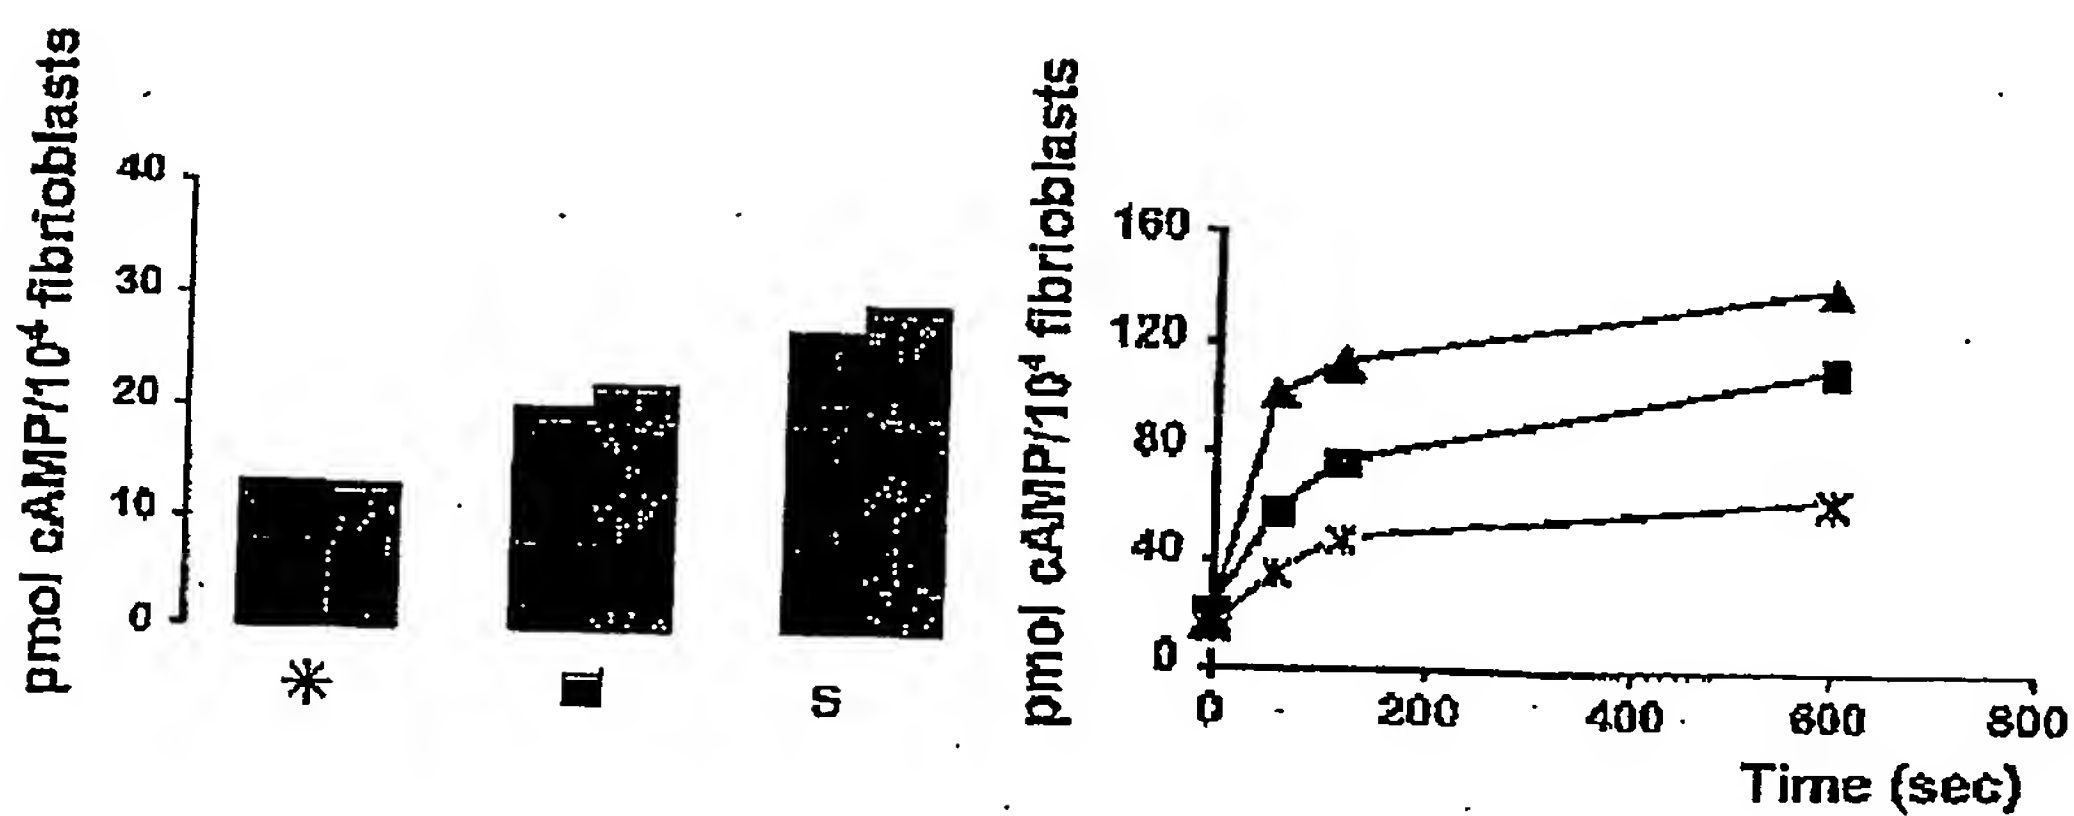 pmol cAMP/10⁴ fibrioblasts
40
30
20
10
0
S
pmol cAMP/10⁴ fibrioblasts
160
120
80
40
0
0 200 400 600 800
Time (sec)